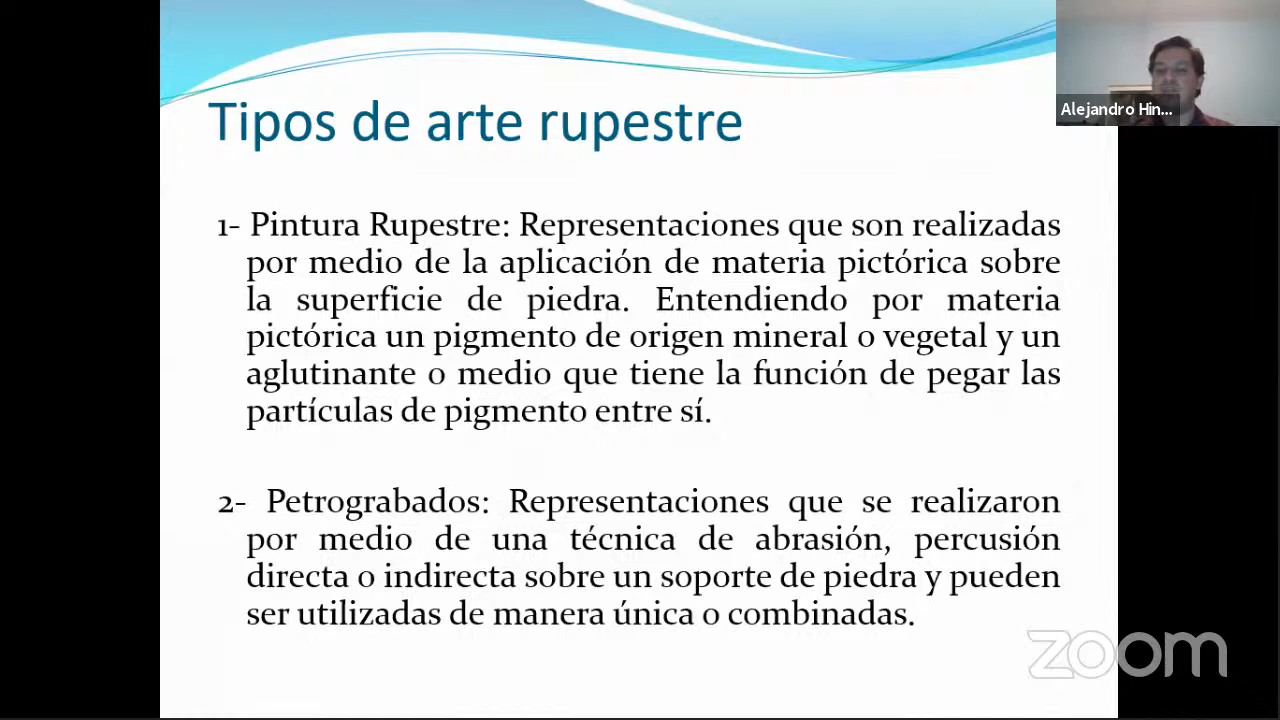 Tipos de arte rupestre
Alejandro Hin...
1- Pintura Rupestre: Representaciones que son realizadas
por medio de la aplicación de materia pictórica sobre
la superficie de piedra. Entendiendo por materia
pictórica un pigmento de origen mineral o vegetal y un
aglutinante o medio que tiene la función de pegar las
partículas de pigmento entre sí.
2- Petrograbados: Representaciones que se realizaron
por medio de una técnica de abrasión, percusión
directa o indirecta sobre un soporte de piedra y pueden
ser utilizadas de manera única o combinadas.
zoom